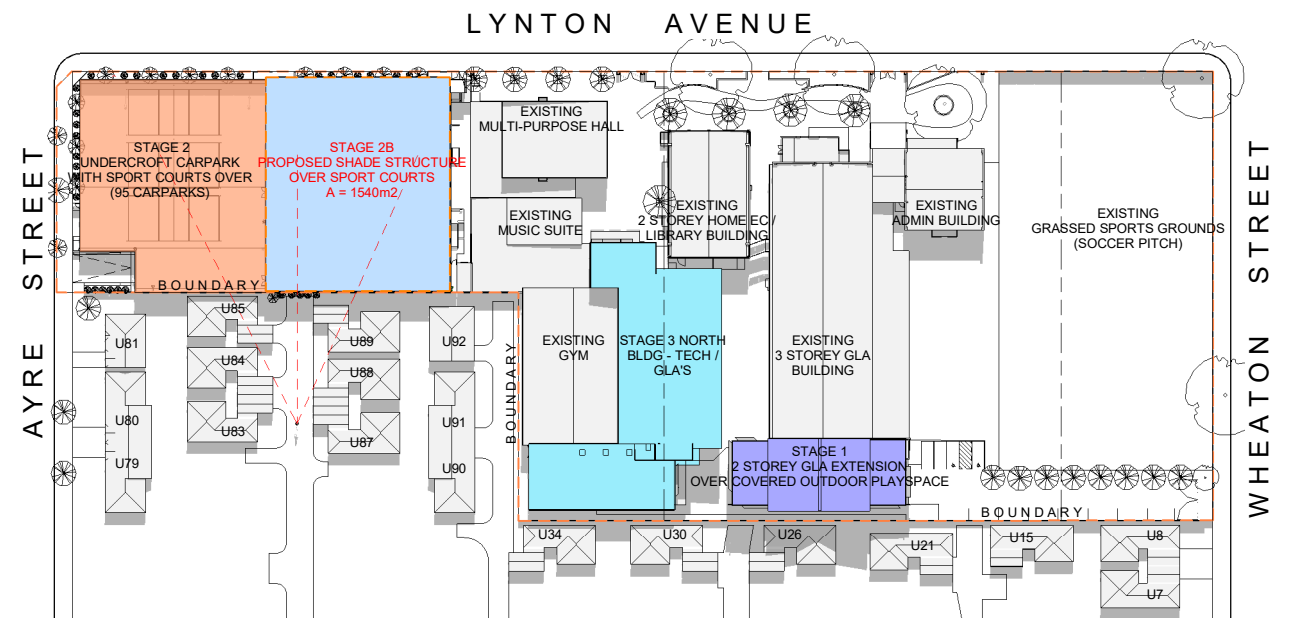 LYNTON AVENUE
AYRE STREET
WHEATON STREET
STAGE 2
UNDERCROFT CARPARK
WITH SPORT COURTS OVER
(95 CARPARKS)
STAGE 2B
PROPOSED SHADE STRUCTURE
OVER SPORT COURTS
A = 1540m2
EXISTING
MULTI-PURPOSE HALL
EXISTING
MUSIC SUITE
EXISTING
2 STOREY HOME EC /
LIBRARY BUILDING
EXISTING
ADMIN BUILDING
EXISTING
GRASSED SPORTS GROUNDS
(SOCCER PITCH)
BOUNDARY
U85
U81
U84
U80
U83
U79
U89
U88
U87
U92
U91
U90
BOUNDARY
EXISTING
GYM
STAGE 3 NORTH
BLDG - TECH /
GLA'S
EXISTING
3 STOREY GLA
BUILDING
STAGE 1
2 STOREY GLA EXTENSION
OVER COVERED OUTDOOR PLAYSPACE
BOUNDARY
U34
U30
U26
U21
U15
U8
U7